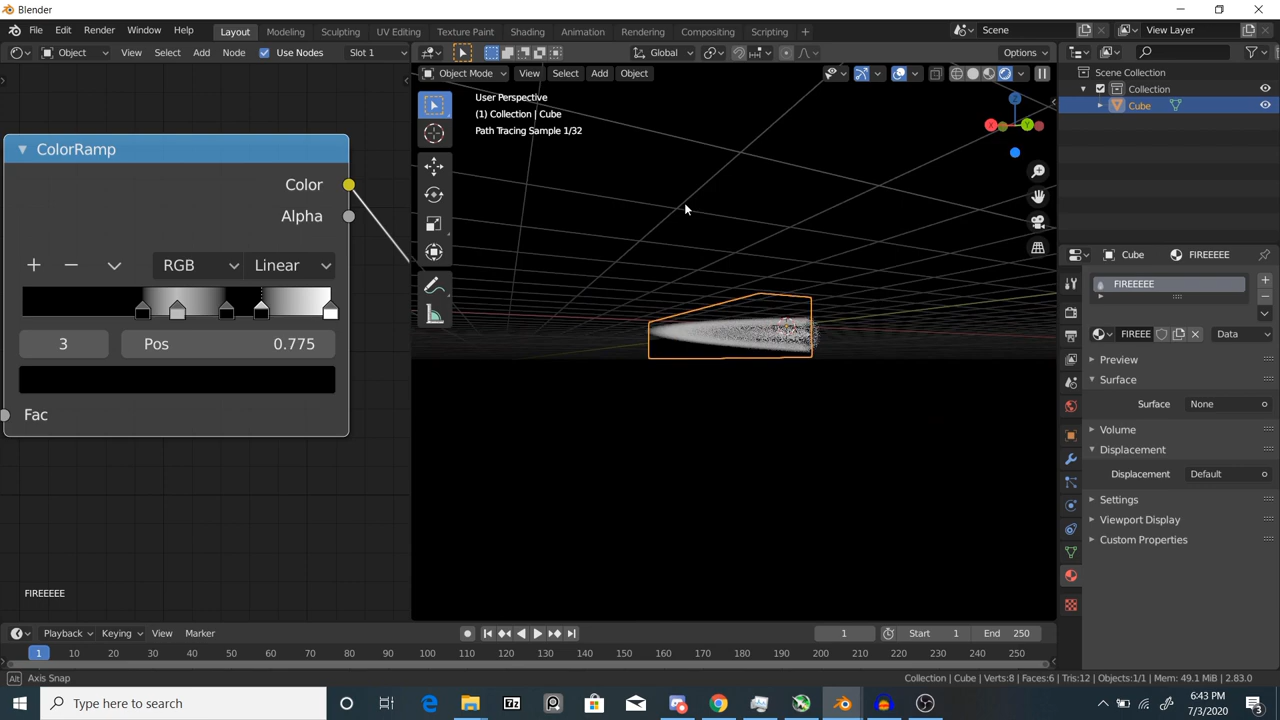 Blender
File Edit Render Window Help Layout Modeling Sculpting UV Editing Texture Paint Shading Animation Rendering Compositing Scripting + Scene View Layer
Object View Select Add Node Use Nodes Slot 1 Global Options
Object Mode View Select Add Object
Scene Collection
Collection
Cube
User Perspective
(1) Collection | Cube
Path Tracing Sample 1/32
X Y Z
ColorRamp
Color
Alpha
RGB Linear
3 Pos 0.775
Fac
FIREEEEE
Cube FIREEEEE
FIREEEEE
FIREE Data
Preview
Surface
Surface None
Volume
Displacement
Displacement Default
Settings
Viewport Display
Custom Properties
Playback Keying View Marker 1 Start 1 End 250
1 10 20 30 40 50 60 70 80 90 100 110 120 130 140 150 160 170 180 190 200 210 220 230 240 250
Alt Axis Snap Collection | Cube | Verts:8 | Faces:6 | Tris:12 | Objects:1/1 | Mem: 49.1 MiB | 2.83.0
Type here to search 6:43 PM
7/3/2020